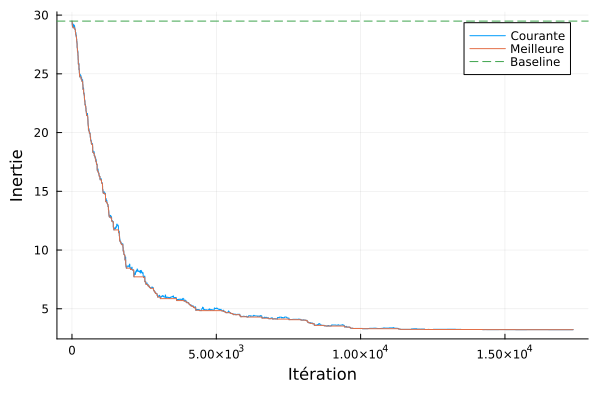 30
25
20
15
10
5
0
5.00×10³
1.00×10⁴
1.50×10⁴
Inertie
Itération
Courante
Meilleure
Baseline